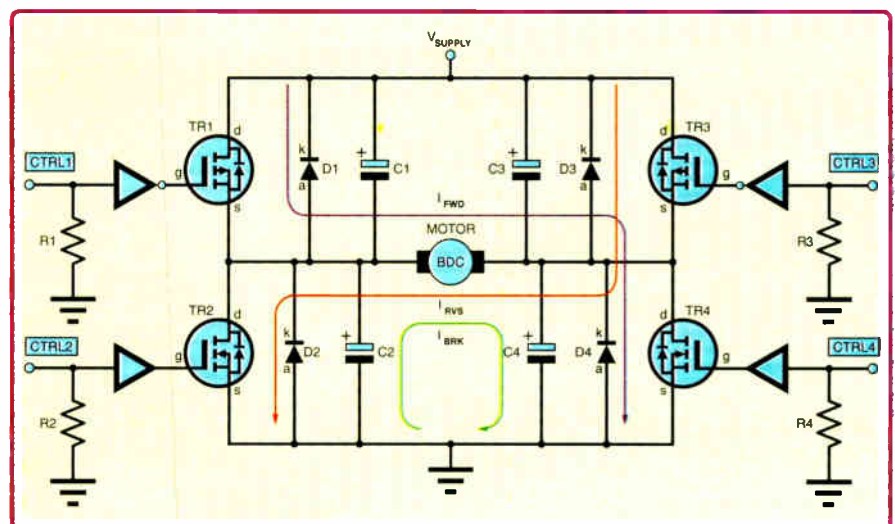 VSUPPLY
TR1
d
k
D1
a
+
C1
+
C3
k
D3
a
TR3
d
CTRL1
g
s
CTRL3
g
s
R1
IFWD
MOTOR
BDC
R3
IRVS
IBRK
TR2
d
k
D2
a
+
C2
+
C4
k
D4
a
TR4
d
CTRL2
g
s
CTRL4
g
s
R2
R4